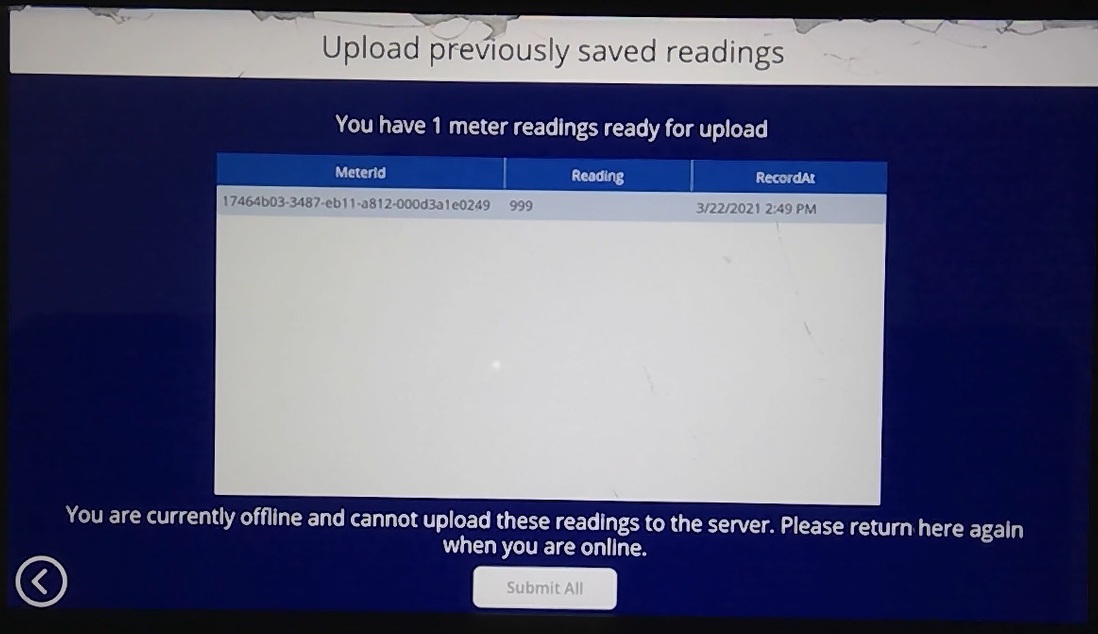 Upload previously saved readings
You have 1 meter readings ready for upload
MeterId Reading RecordAt
17464b03-3487-eb11-a812-000d3a1e0249 999 3/22/2021 2:49 PM
You are currently offline and cannot upload these readings to the server. Please return here again
when you are online.
Submit All